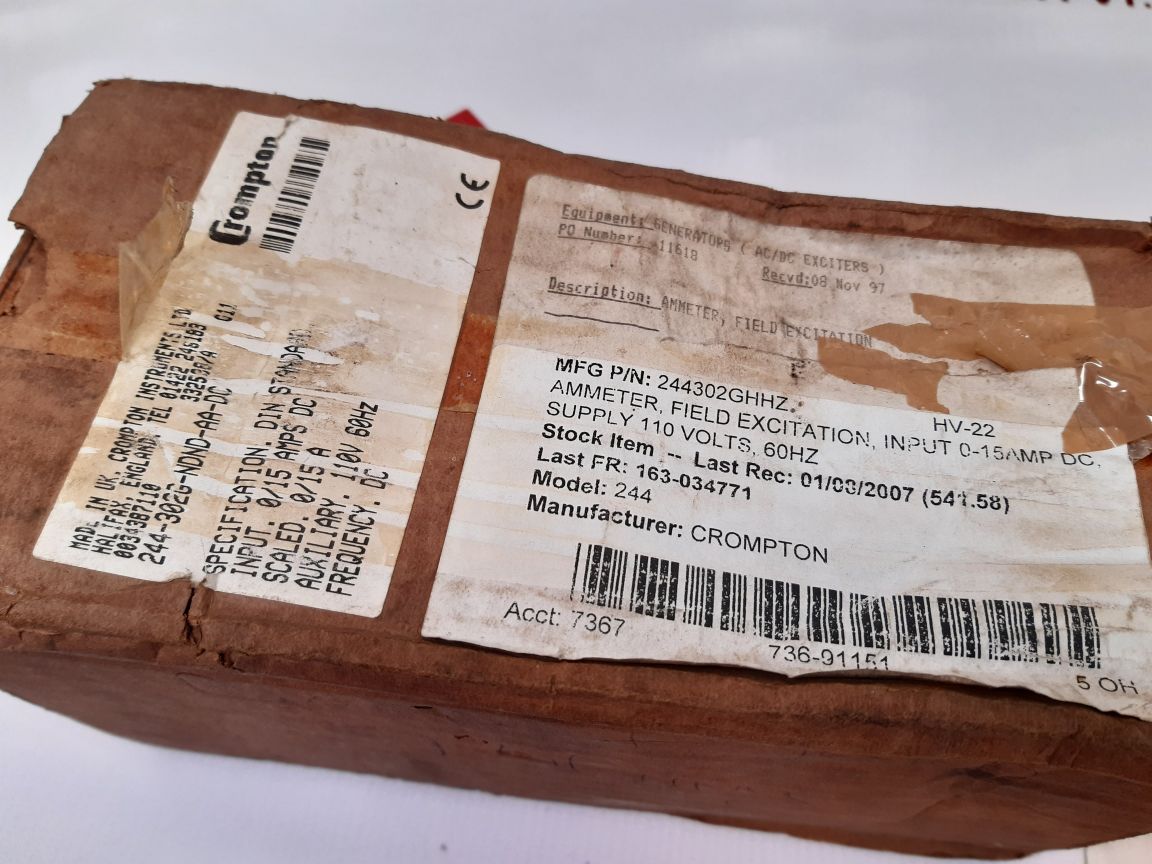 Crompton
CE
MADE IN UK, CROMPTON INSTRUMENTS LTD
HALIFAX, ENGLAND, TEL 01422
244-302G-NDND-AA-DC G11
SPECIFICATION. DIN STANDARD
INPUT. 0/15 AMPS DC
SCALED. 0/15 A
AUXILIARY. 110V 60Hz
FREQUENCY. DC
Equipment: GENERATORS ( AC/DC EXCITERS )
PO Number: 11618
Recvd:08 Nov 97
Description: AMMETER, FIELD EXCITATION
MFG P/N: 244302GHHZ.
HV-22
AMMETER, FIELD EXCITATION, INPUT 0-15AMP DC,
SUPPLY 110 VOLTS, 60HZ
Stock Item -- Last Rec: (541.58)
Last FR: 163-034771
Model: 244
Manufacturer: CROMPTON
Acct: 7367
736-91151
5 OH